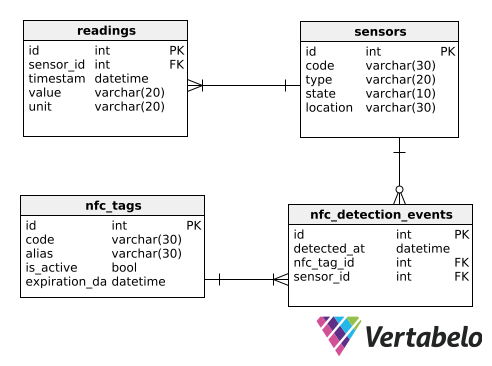 readings
id int PK
sensor_id int FK
timestam datetime
value varchar(20)
unit varchar(20)
sensors
id int PK
code varchar(30)
type varchar(20)
state varchar(10)
location varchar(30)
nfc_tags
id int PK
code varchar(30)
alias varchar(30)
is_active bool
expiration_da datetime
nfc_detection_events
id int PK
detected_at datetime
nfc_tag_id int FK
sensor_id int FK
Vertabelo